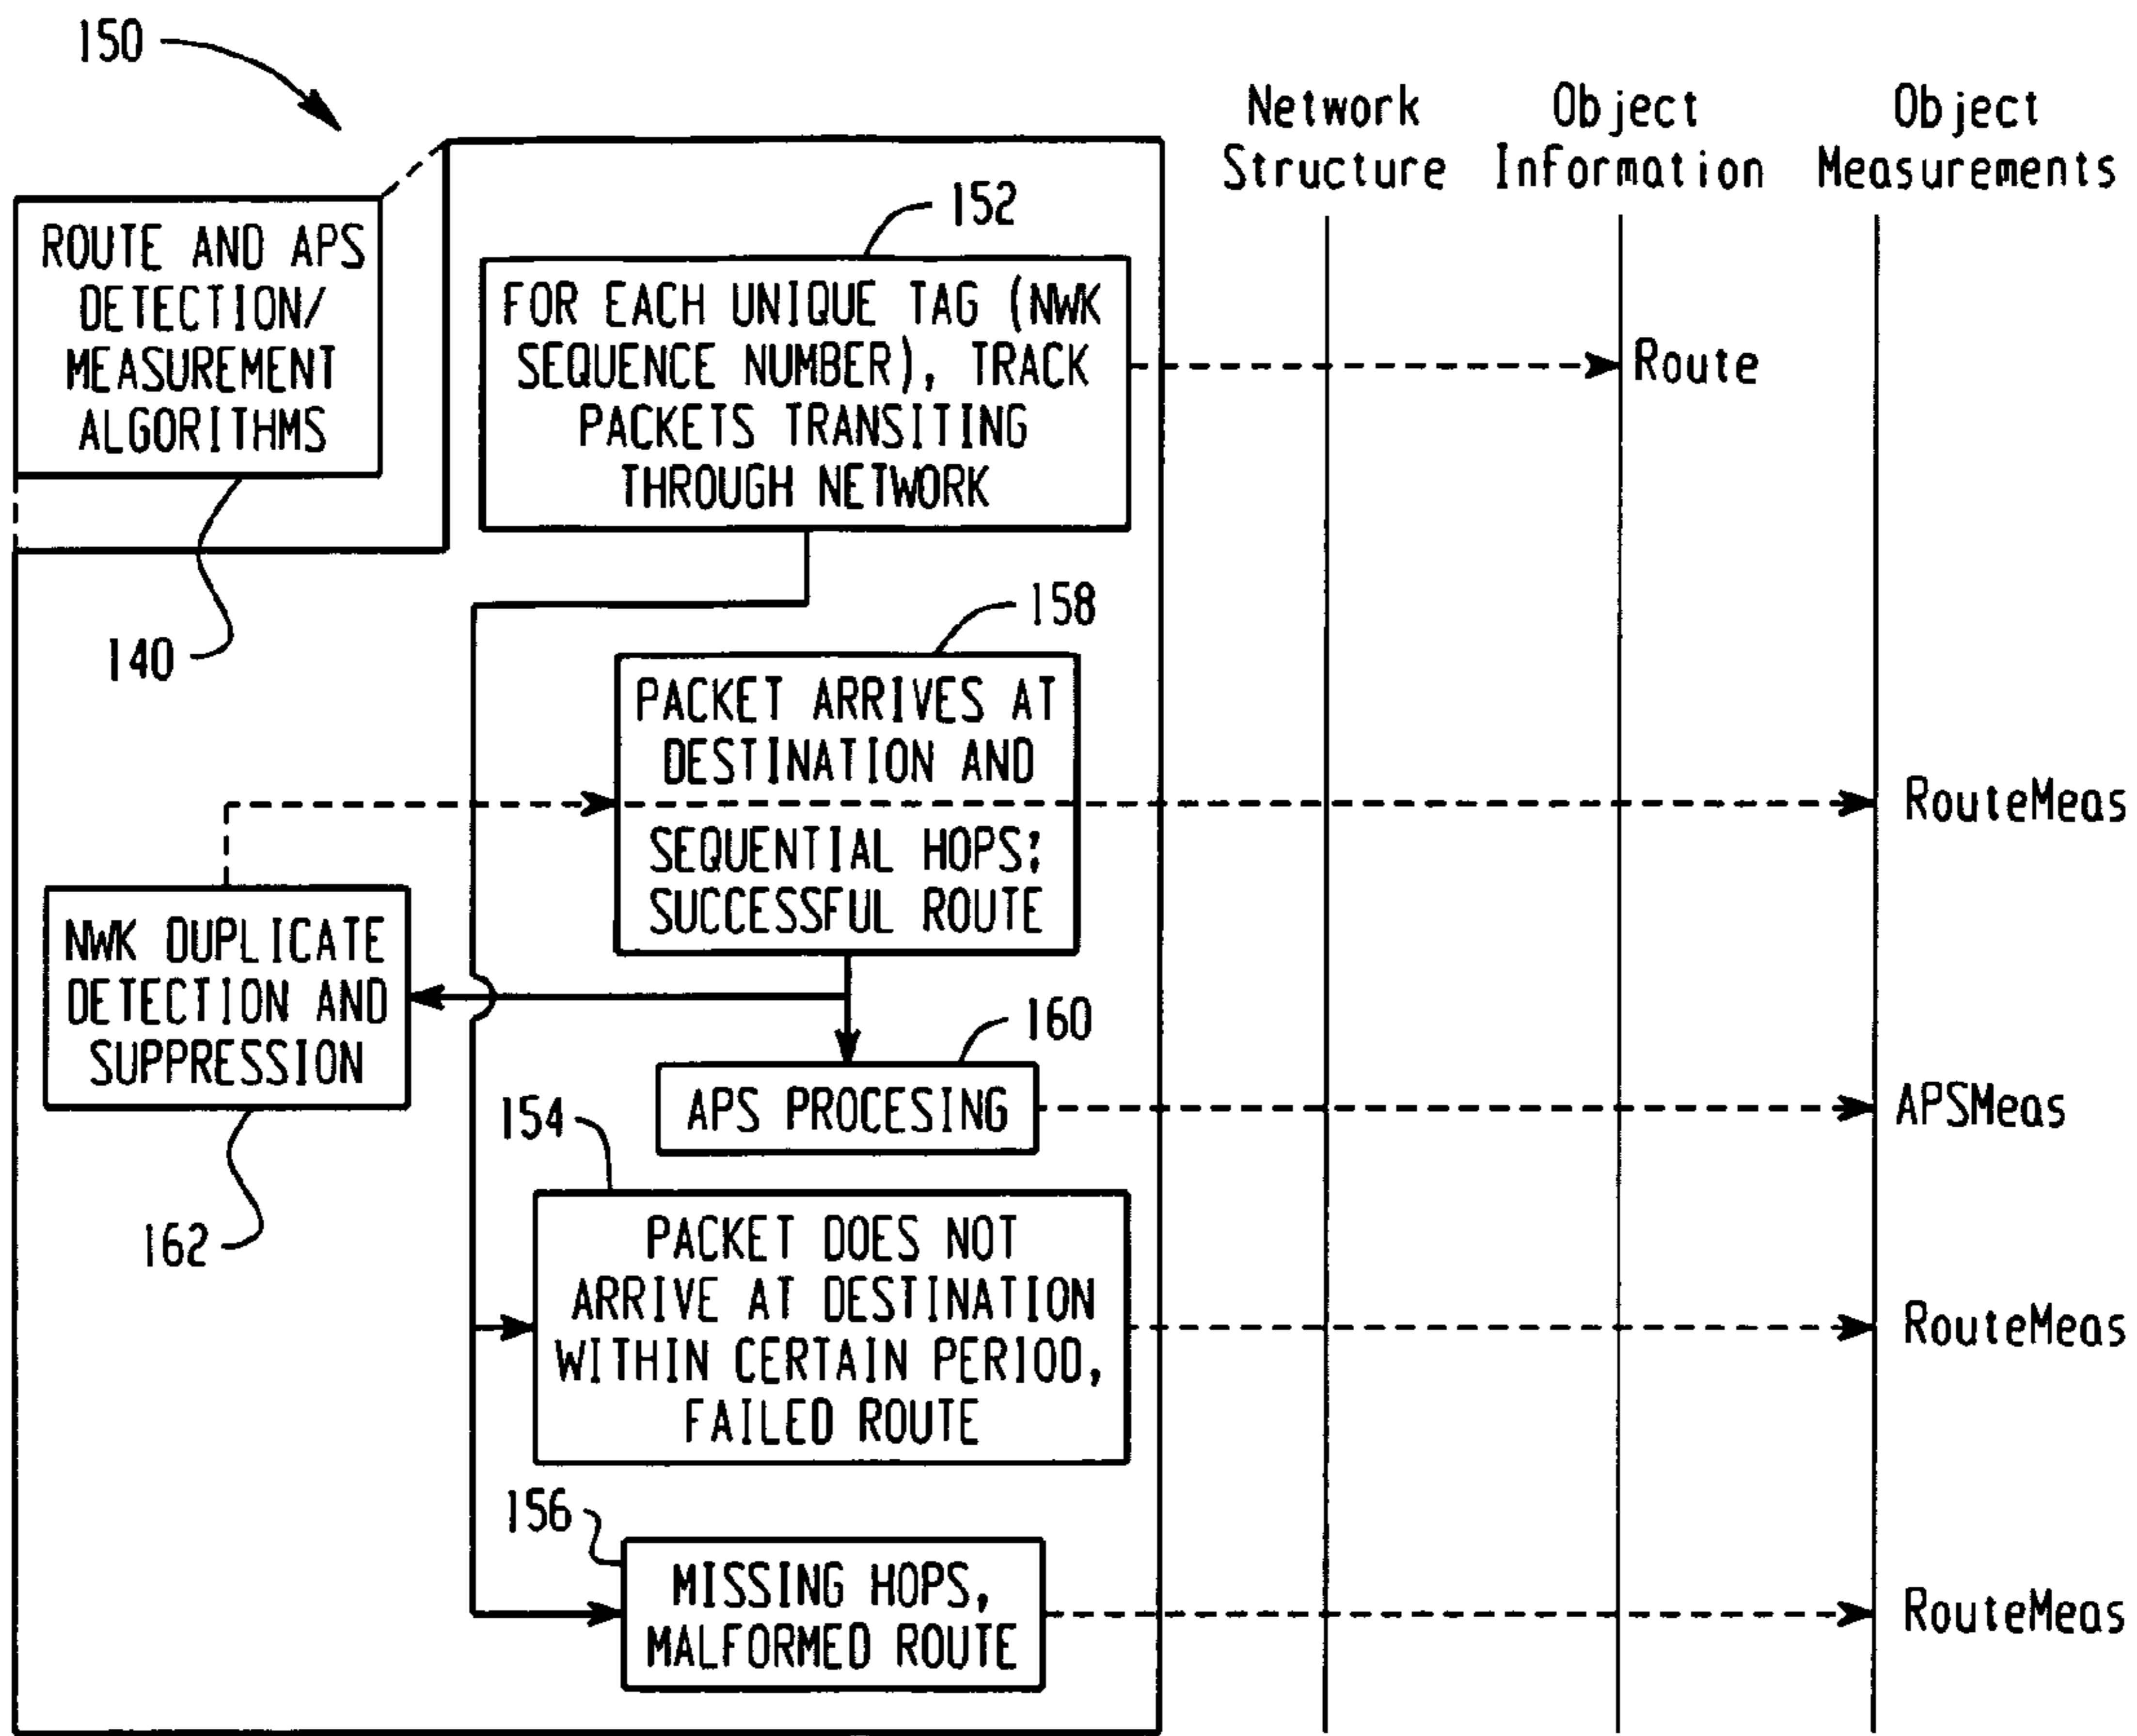 150
Network
Structure
Object
Information
Object
Measurements
ROUTE AND APS
DETECTION/
MEASUREMENT
ALGORITHMS
140
152
FOR EACH UNIQUE TAG (NWK
SEQUENCE NUMBER), TRACK
PACKETS TRANSITING
THROUGH NETWORK
Route
158
PACKET ARRIVES AT
DESTINATION AND
SEQUENTIAL HOPS;
SUCCESSFUL ROUTE
RouteMeas
NWK DUPLICATE
DETECTION AND
SUPPRESSION
162
160
APS PROCESING
APSMeas
154
PACKET DOES NOT
ARRIVE AT DESTINATION
WITHIN CERTAIN PERIOD,
FAILED ROUTE
RouteMeas
156
MISSING HOPS,
MALFORMED ROUTE
RouteMeas